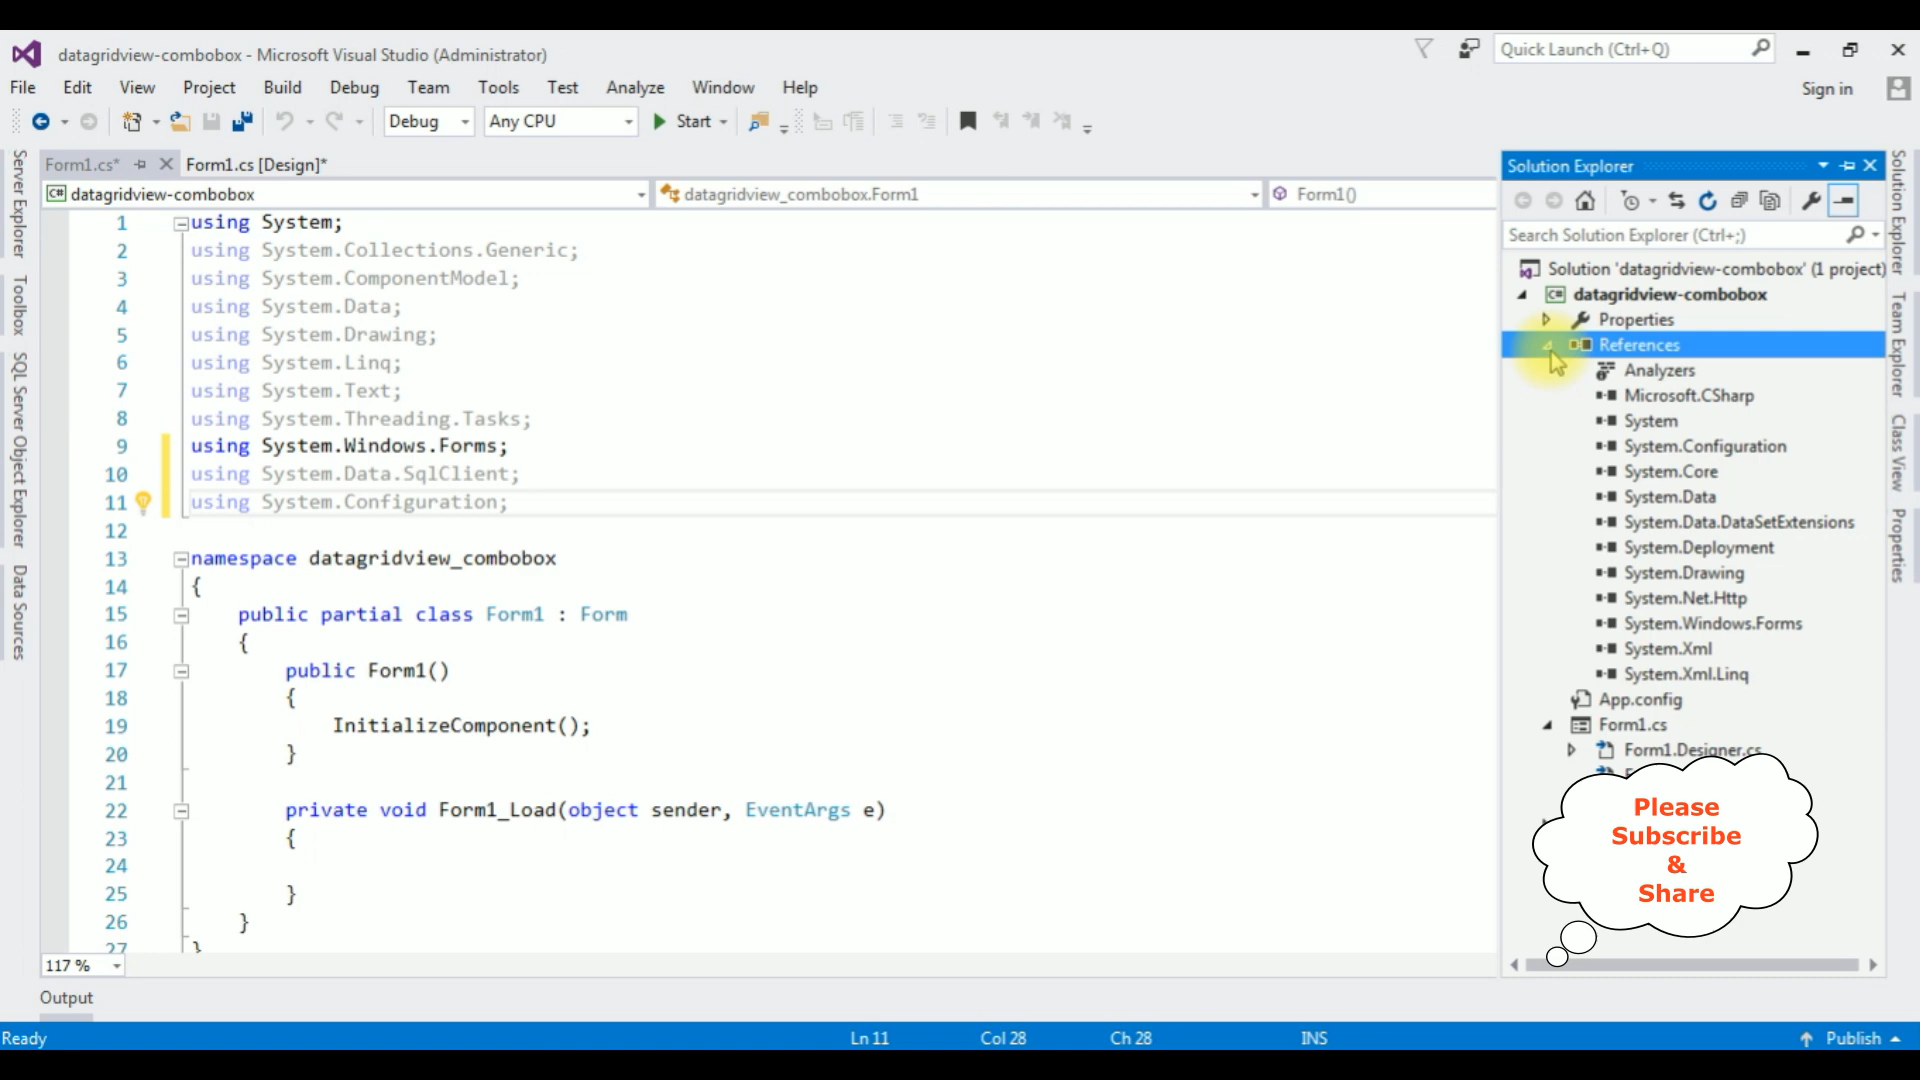 datagridview-combobox - Microsoft Visual Studio (Administrator)
Quick Launch (Ctrl+Q)
File Edit View Project Build Debug Team Tools Test Analyze Window Help
Sign in
Debug Any CPU Start
Server Explorer
Toolbox
SQL Server Object Explorer
Data Sources
Form1.cs* Form1.cs [Design]*
C# datagridview-combobox datagridview_combobox.Form1 Form1()
1 using System;
2 using System.Collections.Generic;
3 using System.ComponentModel;
4 using System.Data;
5 using System.Drawing;
6 using System.Linq;
7 using System.Text;
8 using System.Threading.Tasks;
9 using System.Windows.Forms;
10 using System.Data.SqlClient;
11 using System.Configuration;
12
13 namespace datagridview_combobox
14 {
15 public partial class Form1 : Form
16 {
17 public Form1()
18 {
19 InitializeComponent();
20 }
21
22 private void Form1_Load(object sender, EventArgs e)
23 {
24
25 }
26 }
27 }
117 %
Output
Solution Explorer
Search Solution Explorer (Ctrl+;)
Solution 'datagridview-combobox' (1 project)
C# datagridview-combobox
Properties
References
Analyzers
Microsoft.CSharp
System
System.Configuration
System.Core
System.Data
System.Data.DataSetExtensions
System.Deployment
System.Drawing
System.Net.Http
System.Windows.Forms
System.Xml
System.Xml.Linq
App.config
Form1.cs
Form1.Designer.cs
Please
Subscribe
&
Share
Solution Explorer
Team Explorer
Class View
Properties
Ready Ln 11 Col 28 Ch 28 INS Publish